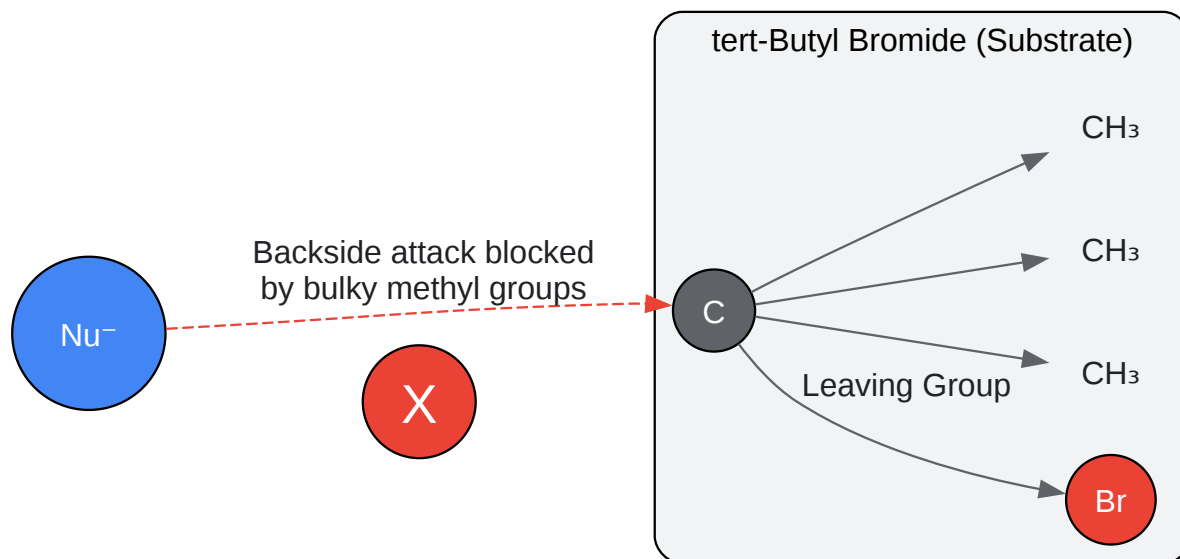 tert-Butyl Bromide (Substrate)
CH₃
Backside attack blocked
by bulky methyl groups
CH₃
C
Nu⁻
CH₃
Leaving Group
X
Br